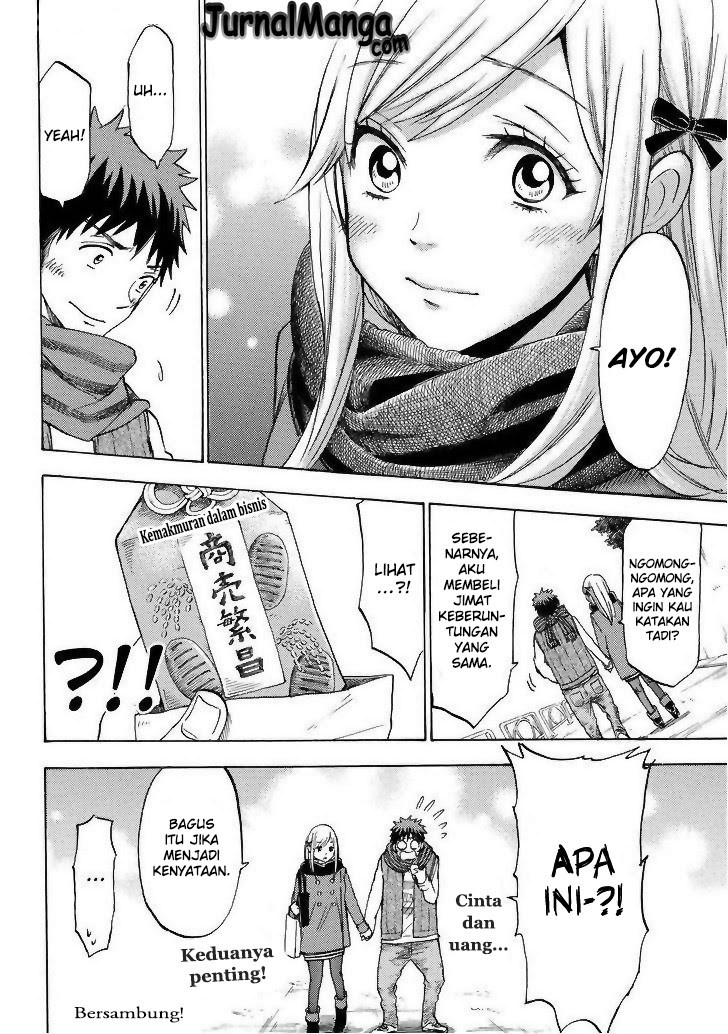 JurnalManga
.com
AYO!
UH...
YEAH!
NGOMONG-
NGOMONG,
APA YANG
INGIN KAU
KATAKAN
TADI?
SEBE-
NARNYA,
AKU
MEMBELI
JIMAT
KEBERUN-
TUNGAN
YANG
SAMA.
LIHAT
...?!
Kemakmuran dalam bisnis
商売繁昌
?!!
APA
INI-?!
Cinta
dan
uang...
BAGUS
ITU JIKA
MENJADI
KENYATAAN.
Keduanya
penting!
...
Bersambung!